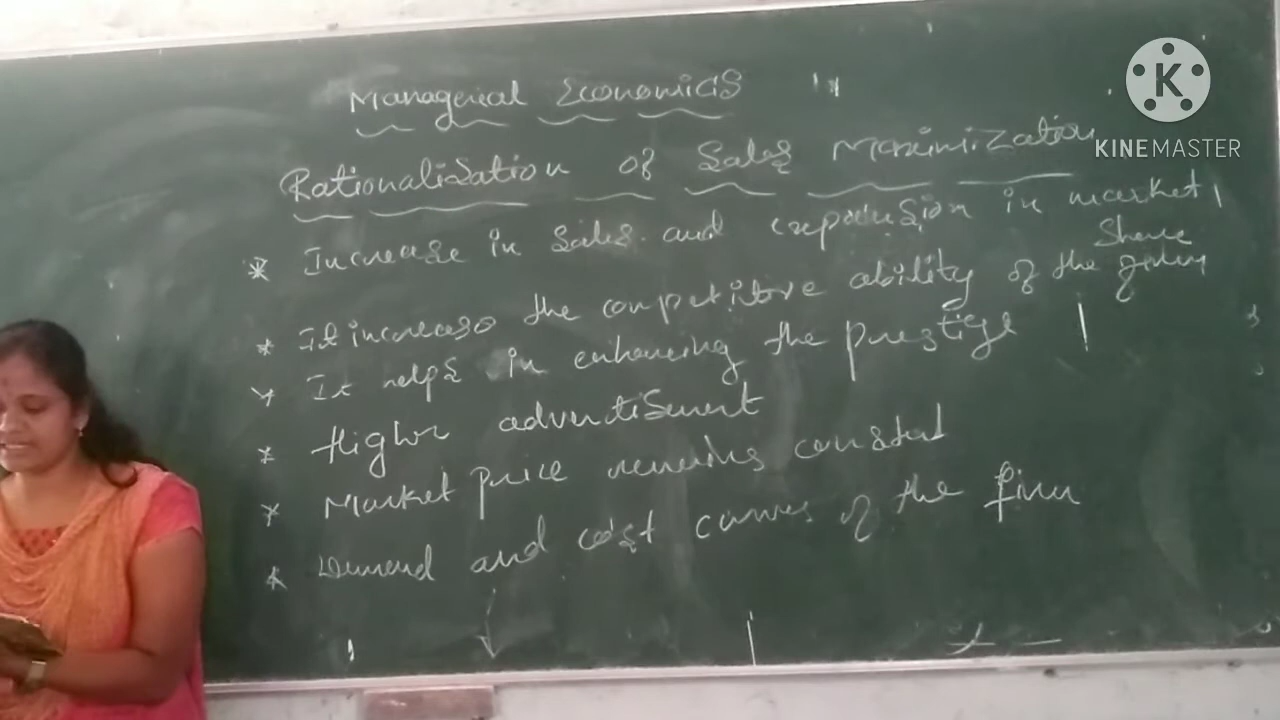 Managerial Economics
Rationalisation of Sales Maximization
* Increase in sales and expansion in market
Share
* It increase the competitive ability of the firm
* It helps in enhancing the prestige
* Higher advertisement
* Market price remains constant
* Demand and cost curves of the firm
K
KINEMASTER